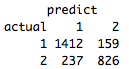 predict
actual 1 2
1 1412 159
2 237 826